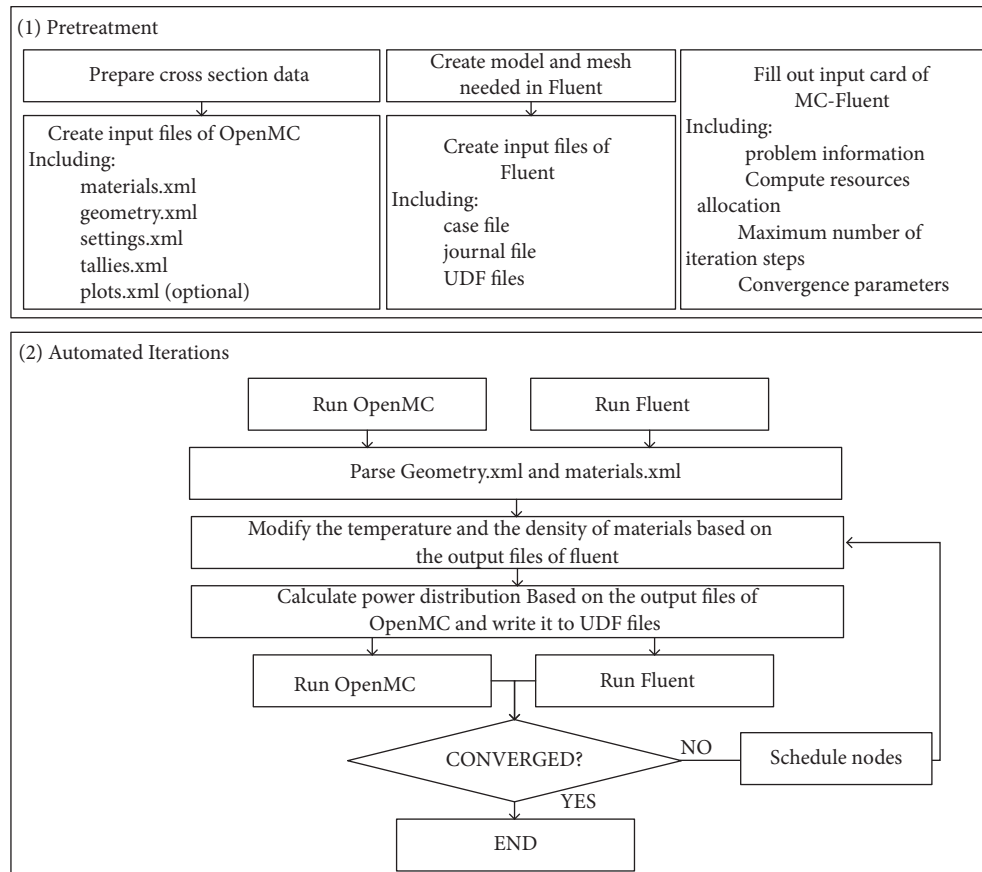 (1) Pretreatment
Prepare cross section data
Create input files of OpenMC
Including:
materials.xml
geometry.xml
settings.xml
tallies.xml
plots.xml (optional)
Create model and mesh
needed in Fluent
Create input files of
Fluent
Including:
case file
journal file
UDF files
Fill out input card of
MC-Fluent
Including:
problem information
Compute resources
allocation
Maximum number of
iteration steps
Convergence parameters
(2) Automated Iterations
Run OpenMC
Run Fluent
Parse Geometry.xml and materials.xml
Modify the temperature and the density of materials based on
the output files of fluent
Calculate power distribution Based on the output files of
OpenMC and write it to UDF files
Run OpenMC
Run Fluent
CONVERGED?
NO
Schedule nodes
YES
END